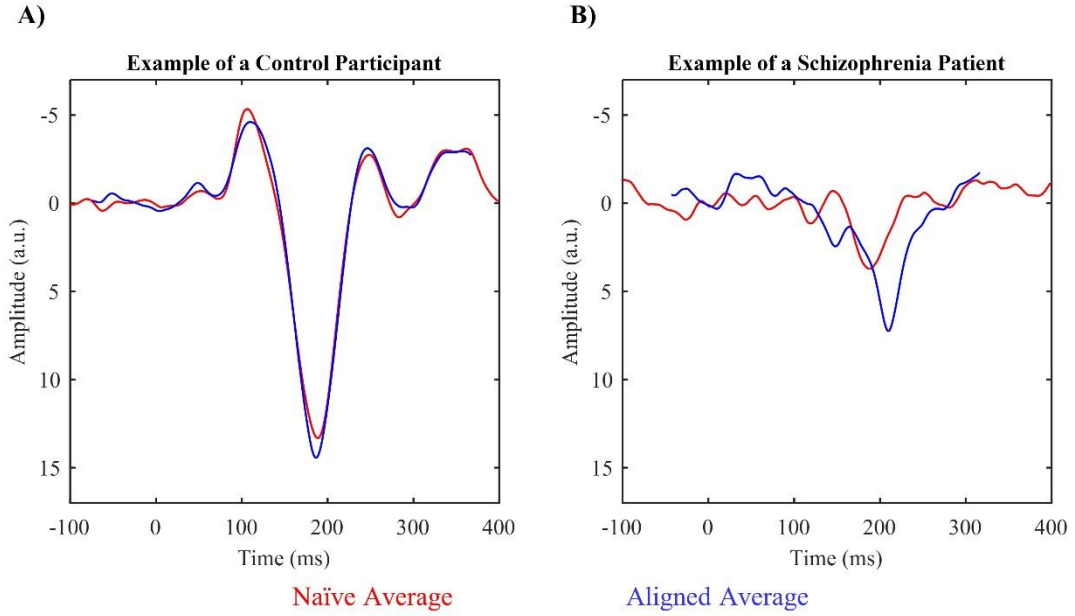 A)
Example of a Control Participant
-5
0
5
10
15
Amplitude (a.u.)
-100 0 100 200 300 400
Time (ms)
B)
Example of a Schizophrenia Patient
-5
0
5
10
15
Amplitude (a.u.)
-100 0 100 200 300 400
Time (ms)
Naïve Average
Aligned Average